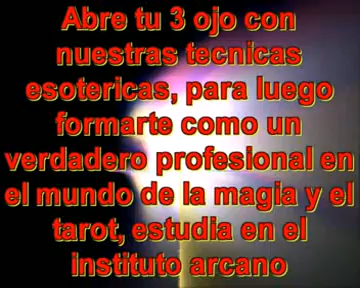 Abre tu 3 ojo con
nuestras tecnicas
esotericas, para luego
formarte como un
verdadero profesional en
el mundo de la magia y el
tarot, estudia en el
instituto arcano